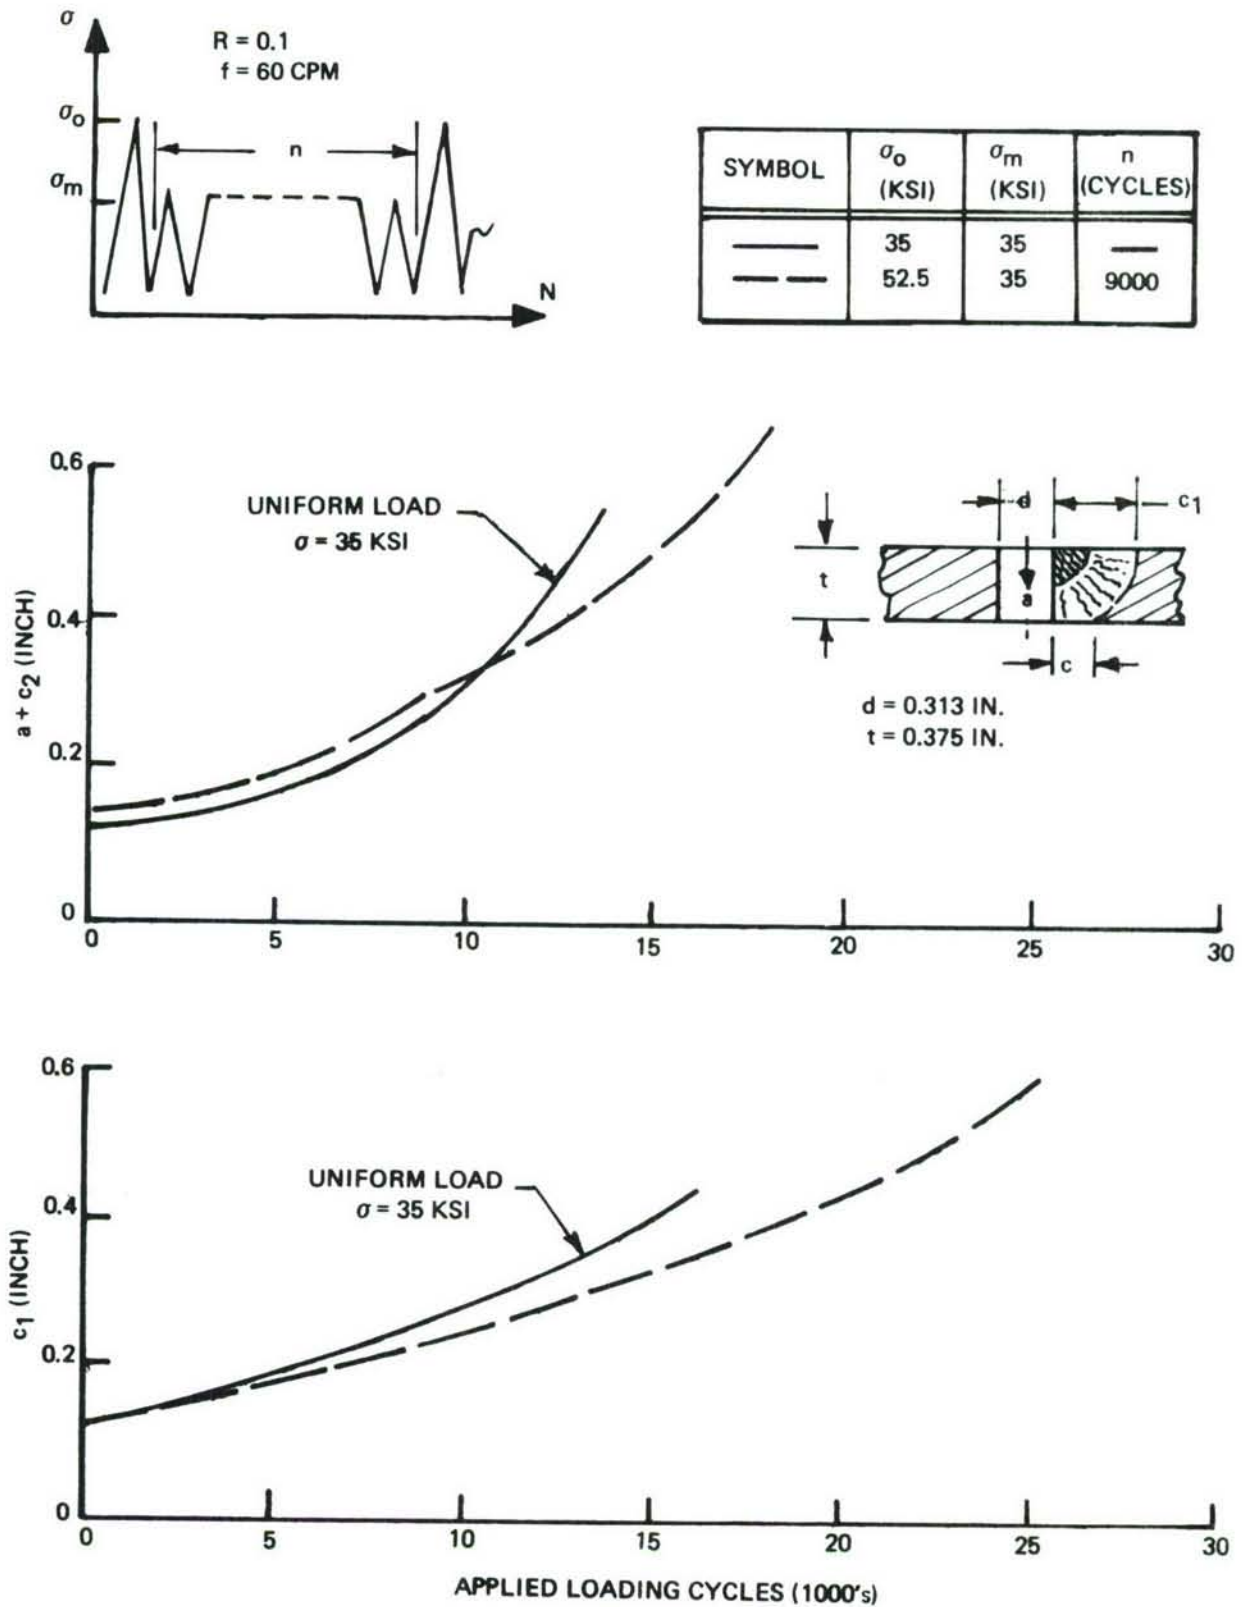 σ
R = 0.1
f = 60 CPM
σo
n
σm
N
SYMBOL
σo
(KSI)
σm
(KSI)
n
(CYCLES)
35
35
52.5
35
9000
a + c2 (INCH)
0.6
0.4
0.2
0
UNIFORM LOAD
σ = 35 KSI
d
c1
t
a
c
d = 0.313 IN.
t = 0.375 IN.
0
5
10
15
20
25
30
c1 (INCH)
0.6
0.4
0.2
0
UNIFORM LOAD
σ = 35 KSI
0
5
10
15
20
25
30
APPLIED LOADING CYCLES (1000's)